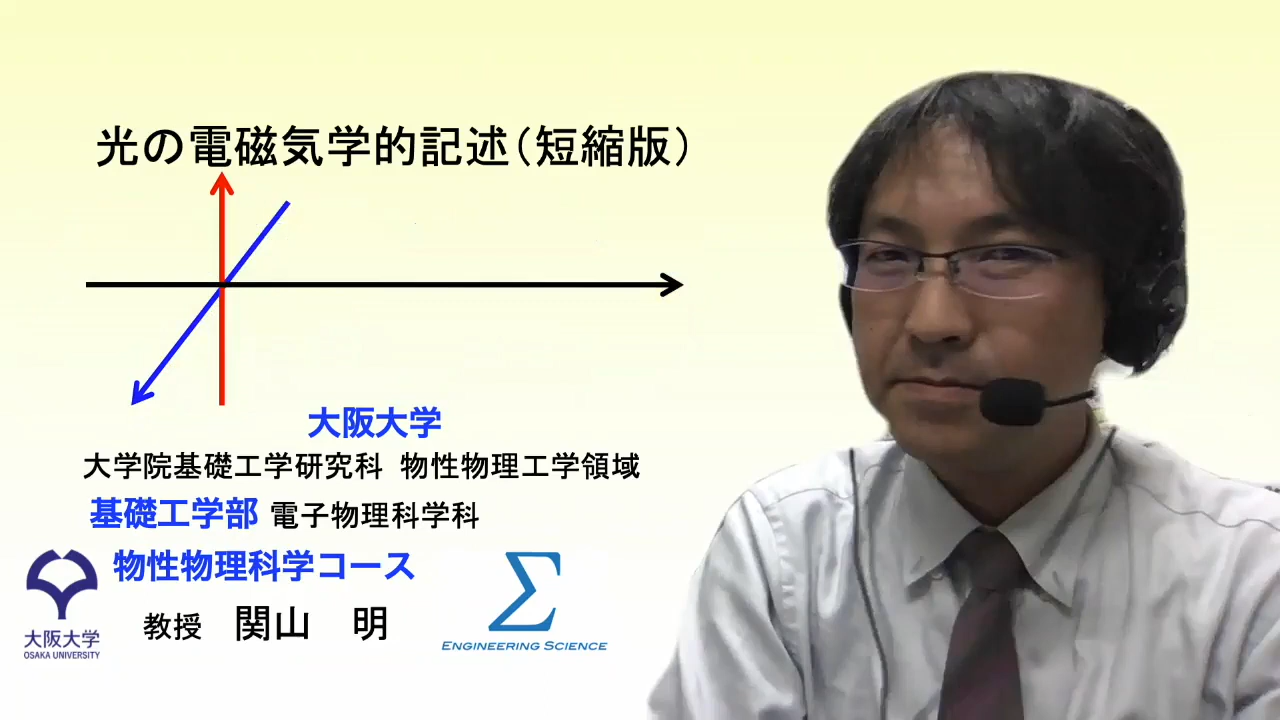 光の電磁気学的記述（短縮版）
大阪大学
大学院基礎工学研究科 物性物理工学領域
基礎工学部 電子物理科学科
物性物理科学コース
教授 関山 明
大阪大学
OSAKA UNIVERSITY
Σ
ENGINEERING SCIENCE